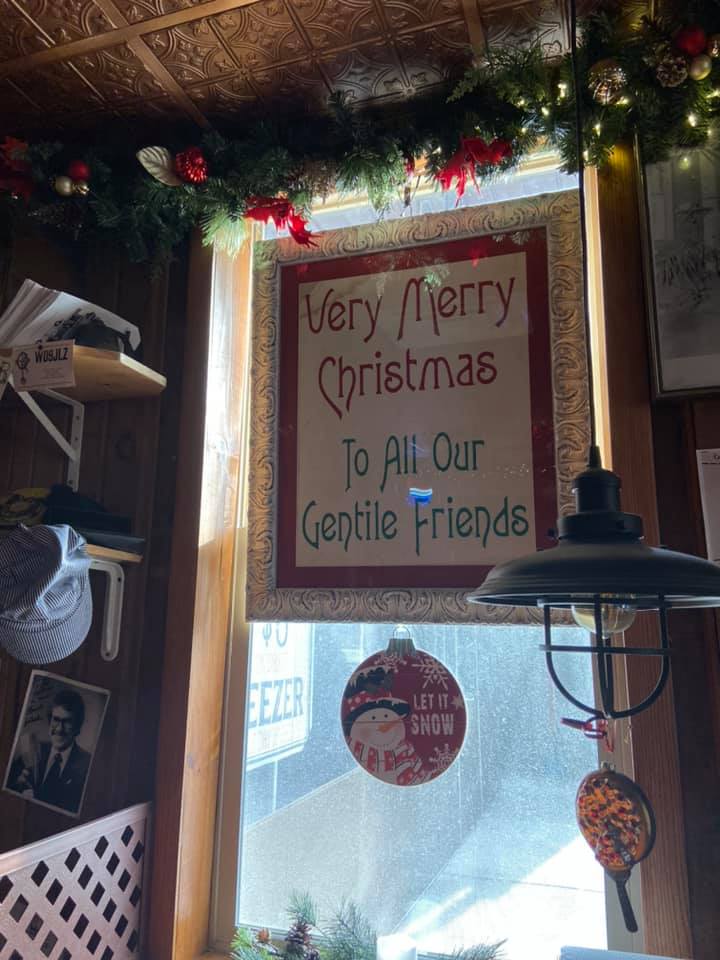 Very Merry
Christmas
To All Our
Gentile Friends
W09JLZ
LET IT
SNOW
EEZER